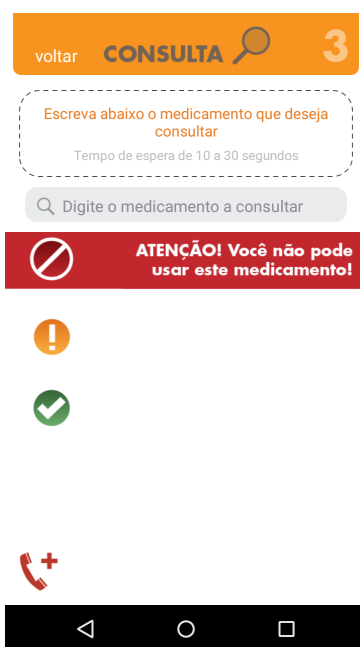 voltar CONSULTA 3
Escreva abaixo o medicamento que deseja
consultar
Tempo de espera de 10 a 30 segundos
Digite o medicamento a consultar
ATENÇÃO! Você não pode
usar este medicamento!